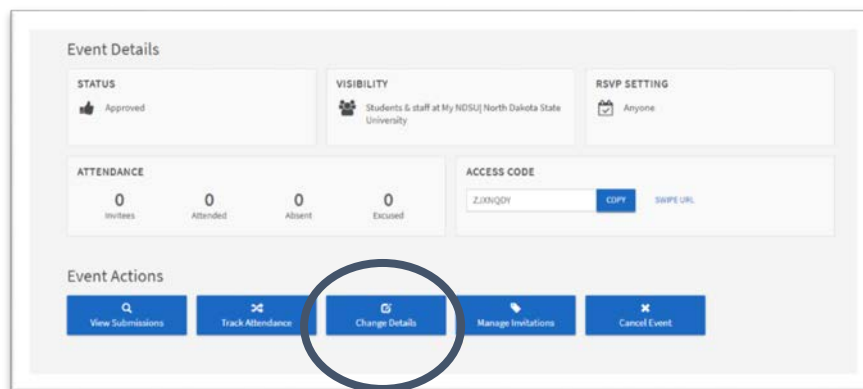 Event Details
STATUS
Approved
VISIBILITY
Students & staff at My NDSU| North Dakota State
University
RSVP SETTING
Anyone
ATTENDANCE
0 0 0 0
Invitees Attended Absent Excused
ACCESS CODE
ZJXNQDY COPY SWIPE URL
Event Actions
View Submissions Track Attendance Change Details Manage Invitations Cancel Event